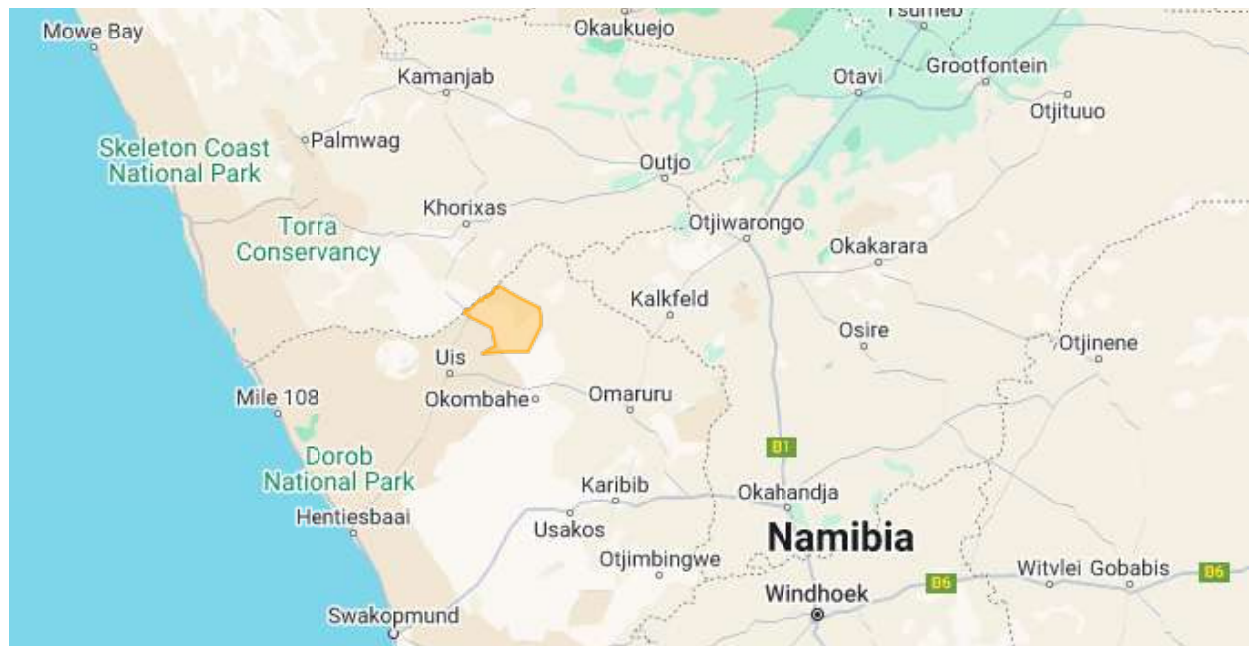 Tsumeb
Okaukuejo
Mowe Bay
Grootfontein
Kamanjab
Otavi
Otjituuo
Palmwag
Skeleton Coast
National Park
Outjo
Khorixas
Torra
Conservancy
Otjiwarongo
Okakarara
Kalkfeld
Osire
Otjinene
Uis
Mile 108
Okombahe
Omaruru
B1
Dorob
National Park
Karibib
Okahandja
Hentiesbaai
Usakos
Namibia
Otjimbingwe
Witvlei
Gobabis
B6
B6
Windhoek
Swakopmund